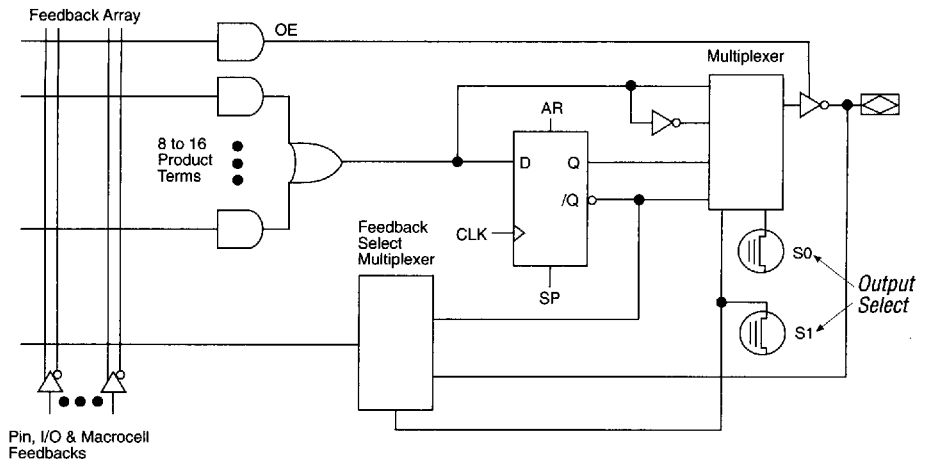 Feedback Array
OE
Multiplexer
AR
8 to 16
Product
Terms
D
Q
/Q
CLK
SP
Feedback
Select
Multiplexer
S0
Output
Select
S1
Pin, I/O & Macrocell
Feedbacks